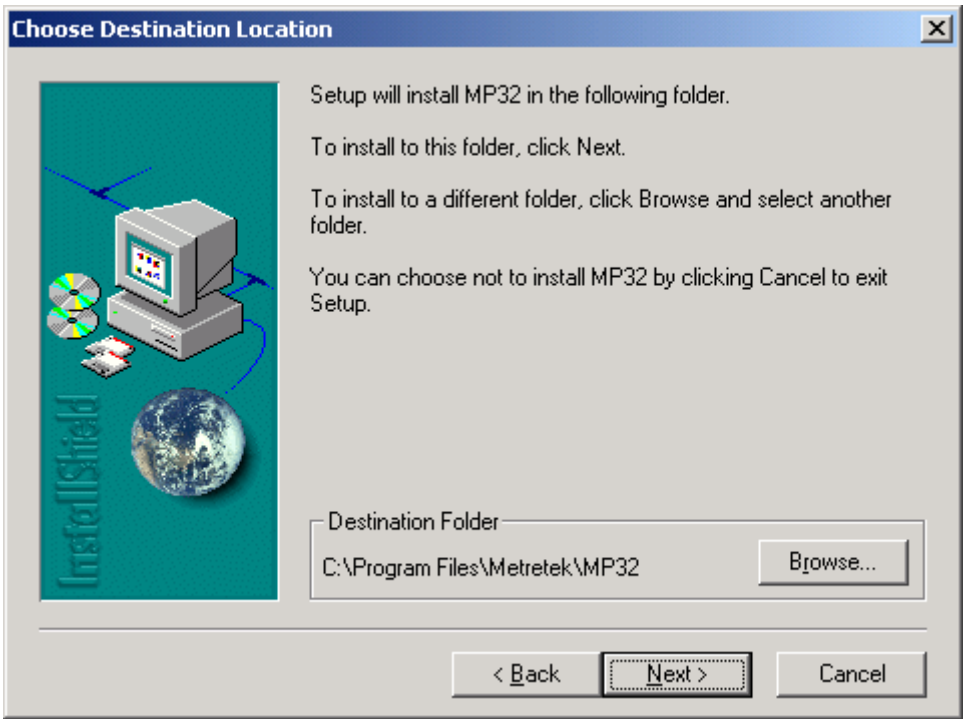 Choose Destination Location
Setup will install MP32 in the following folder.
To install to this folder, click Next.
To install to a different folder, click Browse and select another
folder.
You can choose not to install MP32 by clicking Cancel to exit
Setup.
InstallShield
Destination Folder
C:\Program Files\Metretek\MP32
Browse...
< Back
Next >
Cancel